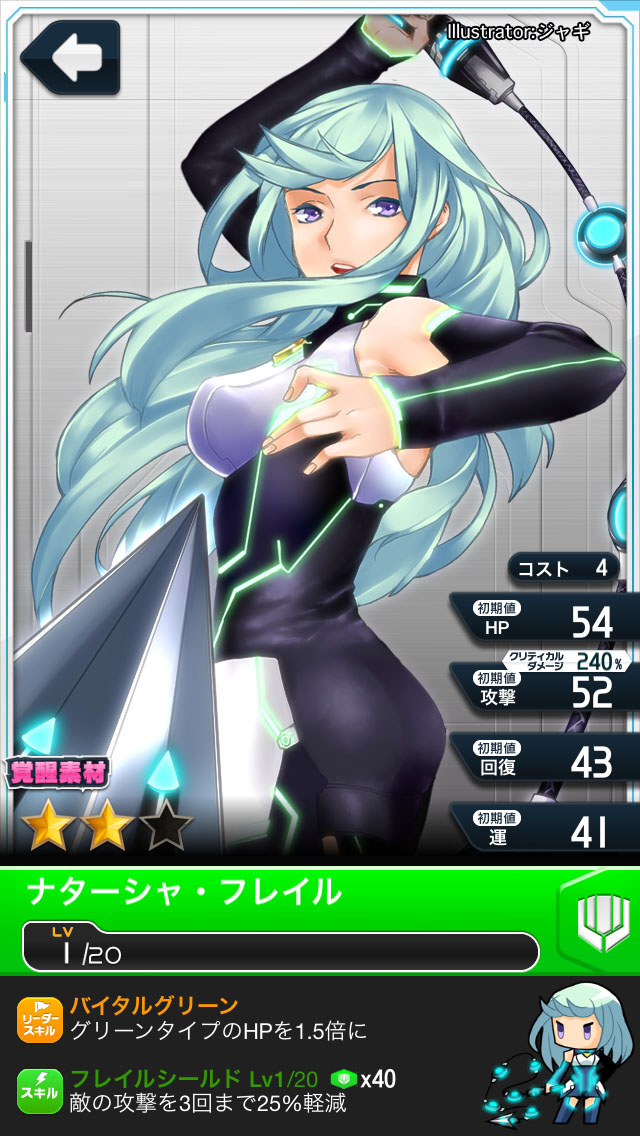 Illustrator:ジャギ
コスト 4
初期値
HP 54
クリティカル
ダメージ 240%
初期値
攻撃 52
初期値
回復 43
初期値
運 41
覚醒素材
ナターシャ・フレイル
LV
1/20
リーダー
スキル
バイタルグリーン
グリーンタイプのHPを1.5倍に
スキル
フレイルシールド Lv1/20 x40
敵の攻撃を3回まで25%軽減